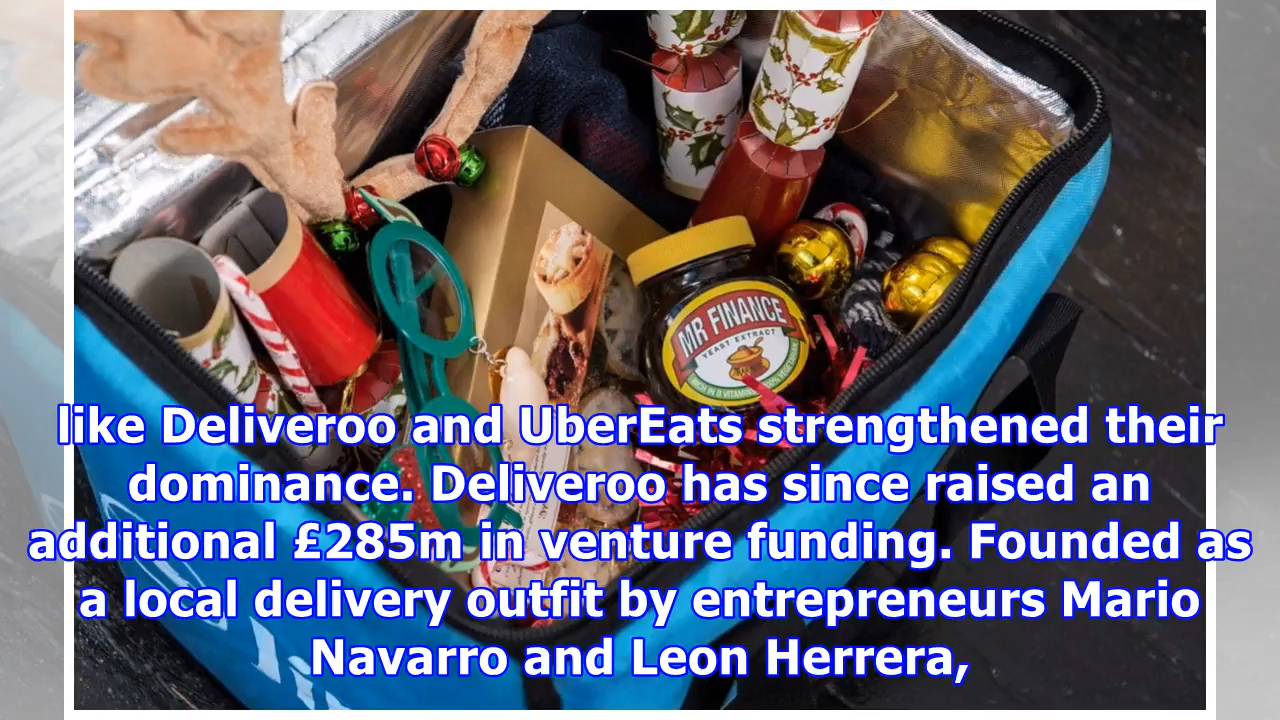 MR FINANCE
YEAST EXTRACT
like Deliveroo and UberEats strengthened their
dominance. Deliveroo has since raised an
additional £285m in venture funding. Founded as
a local delivery outfit by entrepreneurs Mario
Navarro and Leon Herrera,